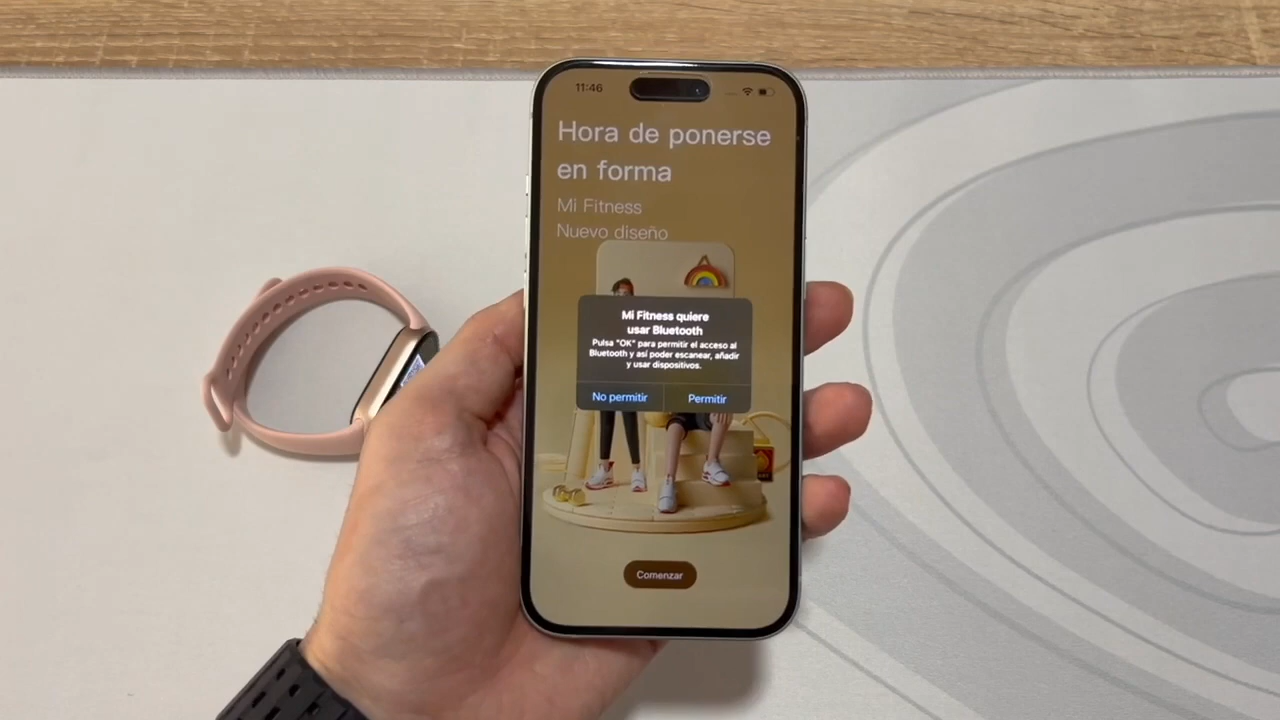 11:46
Hora de ponerse
en forma
Mi Fitness
Nuevo diseño
Mi Fitness quiere
usar Bluetooth
Pulsa "OK" para permitir el acceso al
Bluetooth y así poder escanear, añadir
y usar dispositivos.
No permitir
Permitir
Comenzar